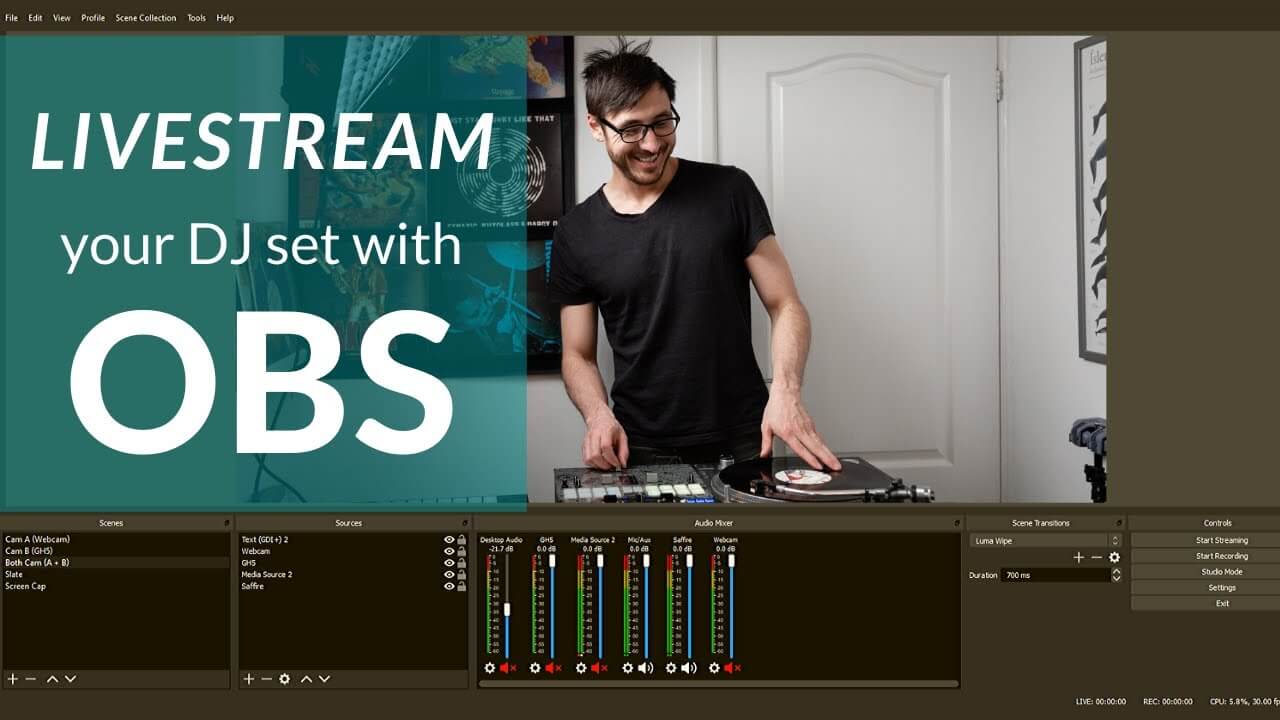 File Edit View Profile Scene Collection Tools Help
LIVESTREAM
your DJ set with
OBS
LIKE THAT
Scenes
Cam A (Webcam)
Cam B (GH5)
Both Cam (A + B)
Slate
Screen Cap
Sources
Text (GDI+) 2
Webcam
GH5
Media Source 2
Saffire
Audio Mixer
Desktop Audio GH5 Media Source 2 Mic/Aux Saffire Webcam
-21.7 dB 0.0 dB 0.0 dB 0.0 dB 0.0 dB 0.0 dB
Scene Transitions
Luma Wipe
Duration 700 ms
Controls
Start Streaming
Start Recording
Studio Mode
Settings
Exit
LIVE: 00:00:00 REC: 00:00:00 CPU: 5.8%, 30.00